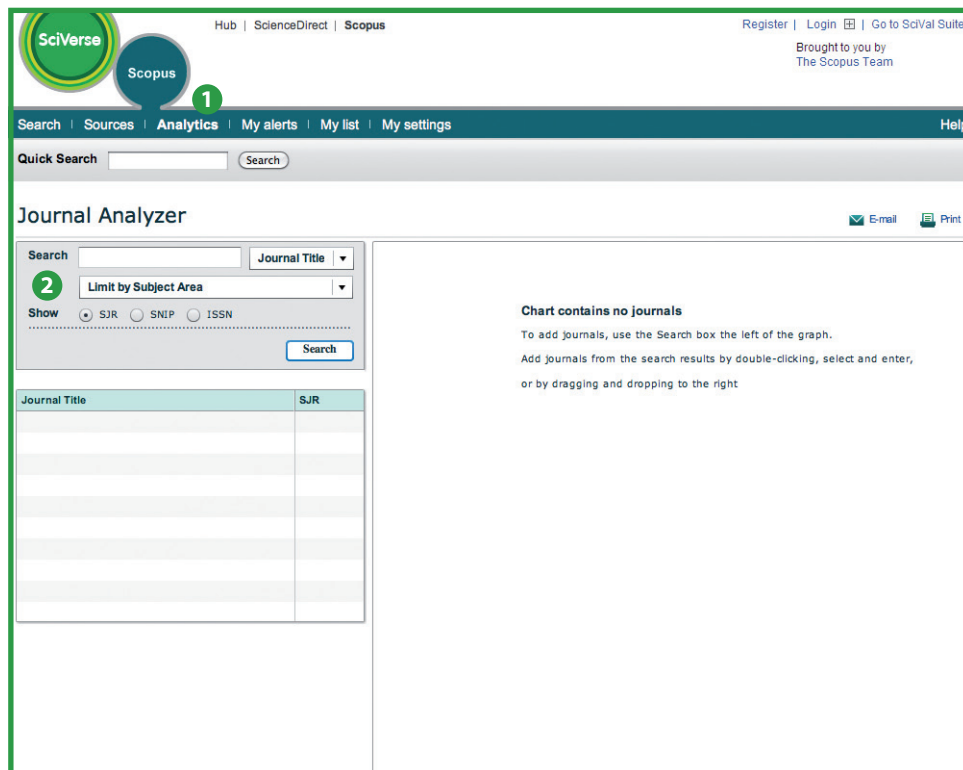 SciVerse
Scopus
Hub | ScienceDirect | Scopus
Register | Login | Go to SciVal Suite
Brought to you by
The Scopus Team
1
Search | Sources | Analytics | My alerts | My list | My settings
Help
Quick Search
Search
Journal Analyzer
E-mail Print
Search Journal Title
2 Limit by Subject Area
Show SJR SNIP ISSN
Search
Journal Title SJR
Chart contains no journals
To add journals, use the Search box the left of the graph.
Add journals from the search results by double-clicking, select and enter,
or by dragging and dropping to the right